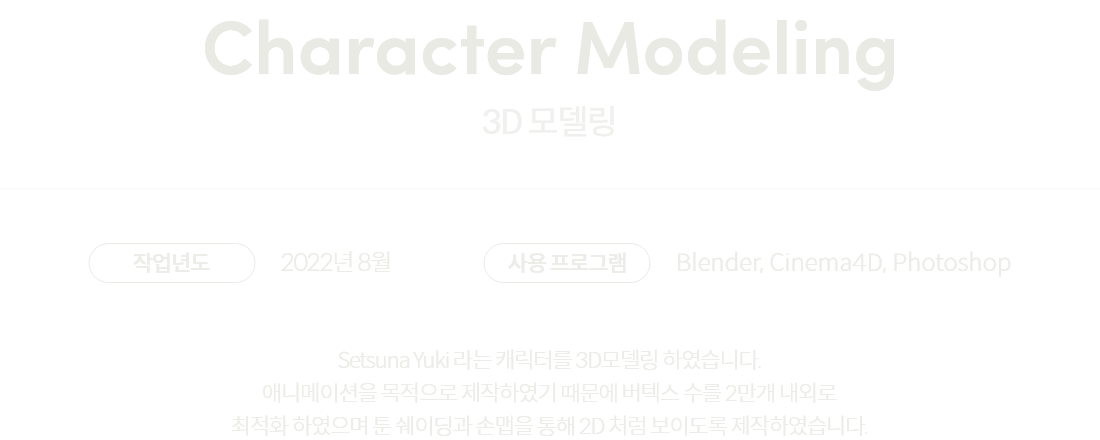 Character Modeling
3D 모델링
작업년도 2022년 8월 사용 프로그램 Blender, Cinema4D, Photoshop
Setsuna Yuki 라는 캐릭터를 3D모델링 하였습니다.
애니메이션을 목적으로 제작하였기 때문에 버텍스 수를 2만개 내외로
최적화 하였으며 툰 쉐이딩과 손맵을 통해 2D 처럼 보이도록 제작하였습니다.